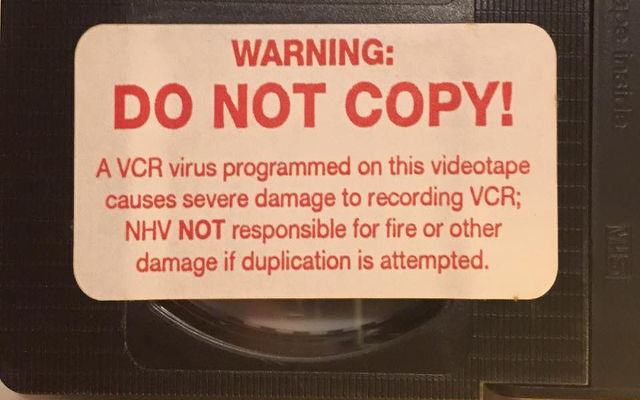 WARNING:
DO NOT COPY!
A VCR virus programmed on this videotape
causes severe damage to recording VCR;
NHV NOT responsible for fire or other
damage if duplication is attempted.